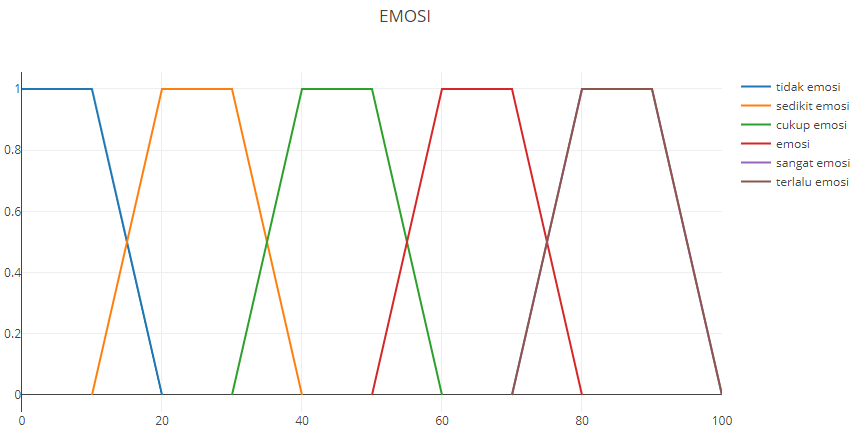 EMOSI
1
0.8
0.6
0.4
0.2
0
0 20 40 60 80 100
tidak emosi
sedikit emosi
cukup emosi
emosi
sangat emosi
terlalu emosi